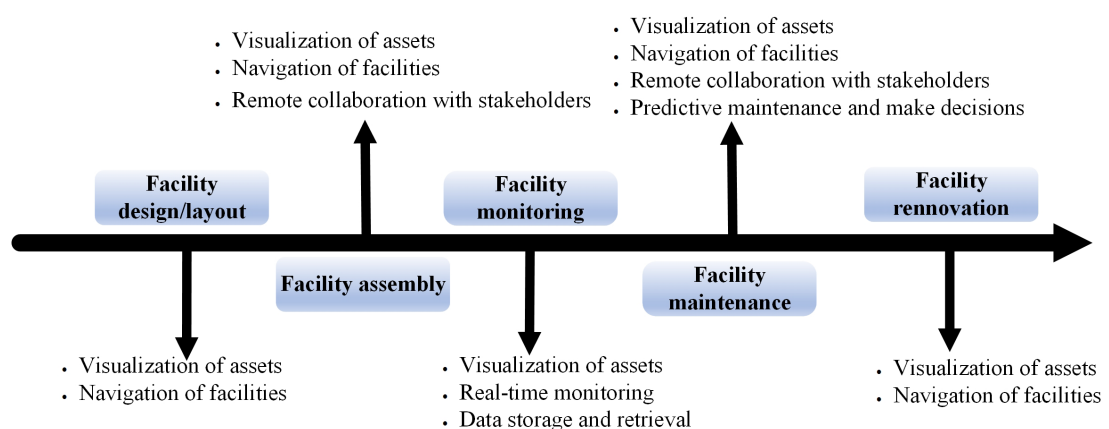 • Visualization of assets
• Navigation of facilities
• Remote collaboration with stakeholders
• Visualization of assets
• Navigation of facilities
• Remote collaboration with stakeholders
• Predictive maintenance and make decisions
Facility
design/layout
Facility
monitoring
Facility
rennovation
Facility assembly
Facility
maintenance
• Visualization of assets
• Navigation of facilities
• Visualization of assets
• Real-time monitoring
• Data storage and retrieval
• Visualization of assets
• Navigation of facilities